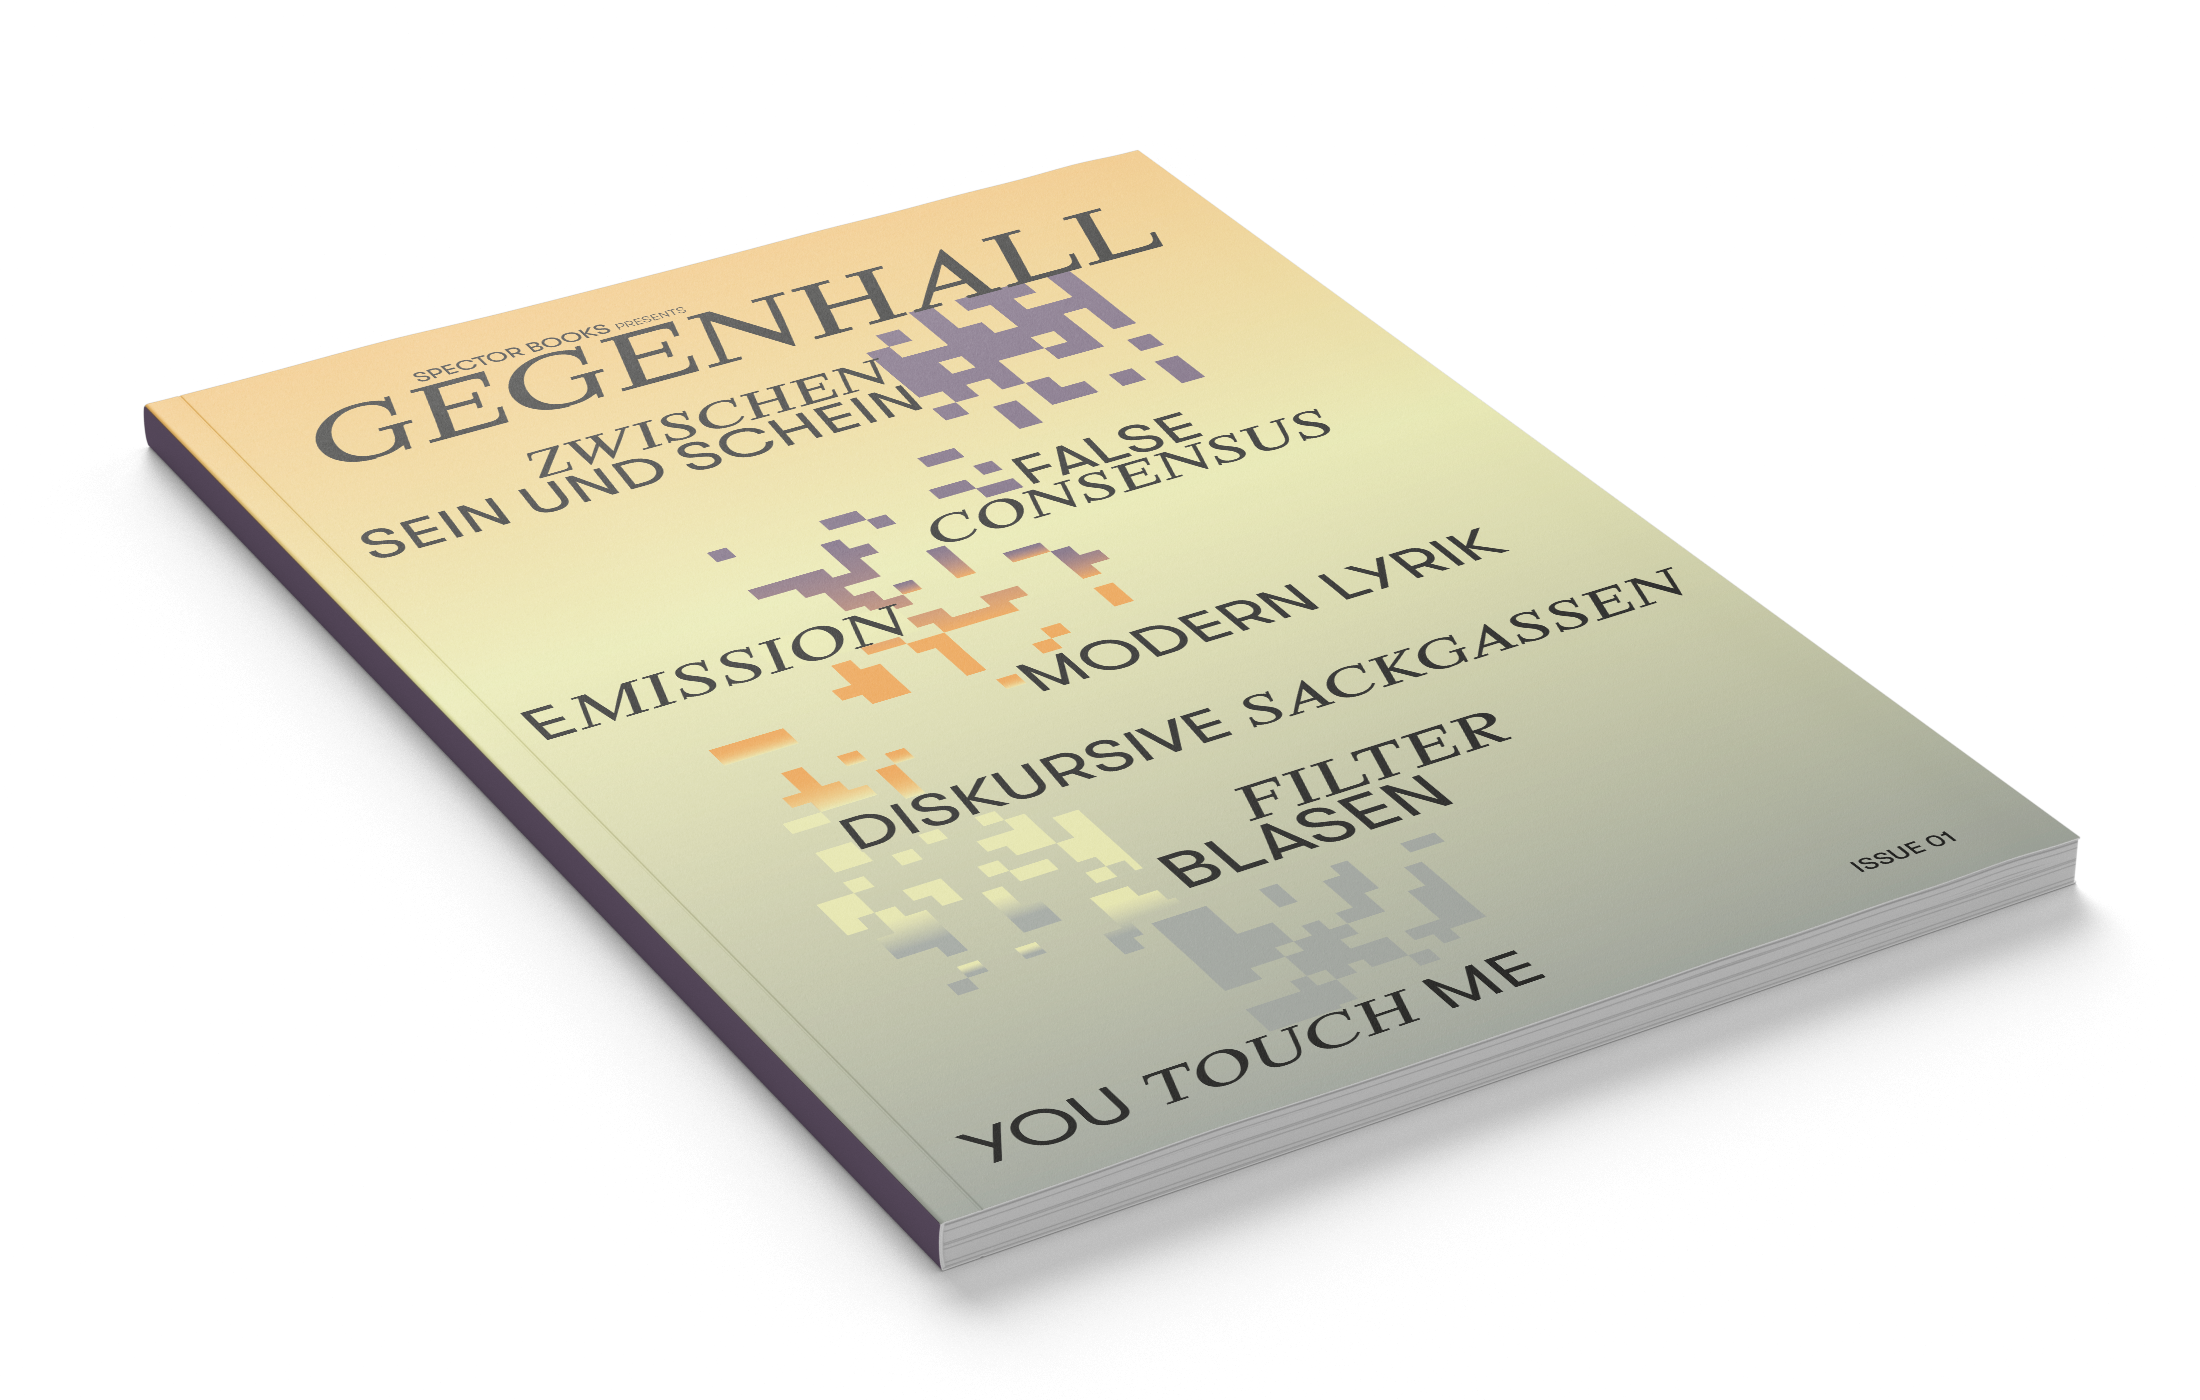 SPECTOR BOOKS PRESENTS
GEGENHALL
ZWISCHEN
SEIN UND SCHEIN
FALSE
CONSENSUS
EMISSION
MODERN LYRIK
DISKURSIVE SACKGASSEN
FILTER
BLASEN
YOU TOUCH ME
ISSUE 01